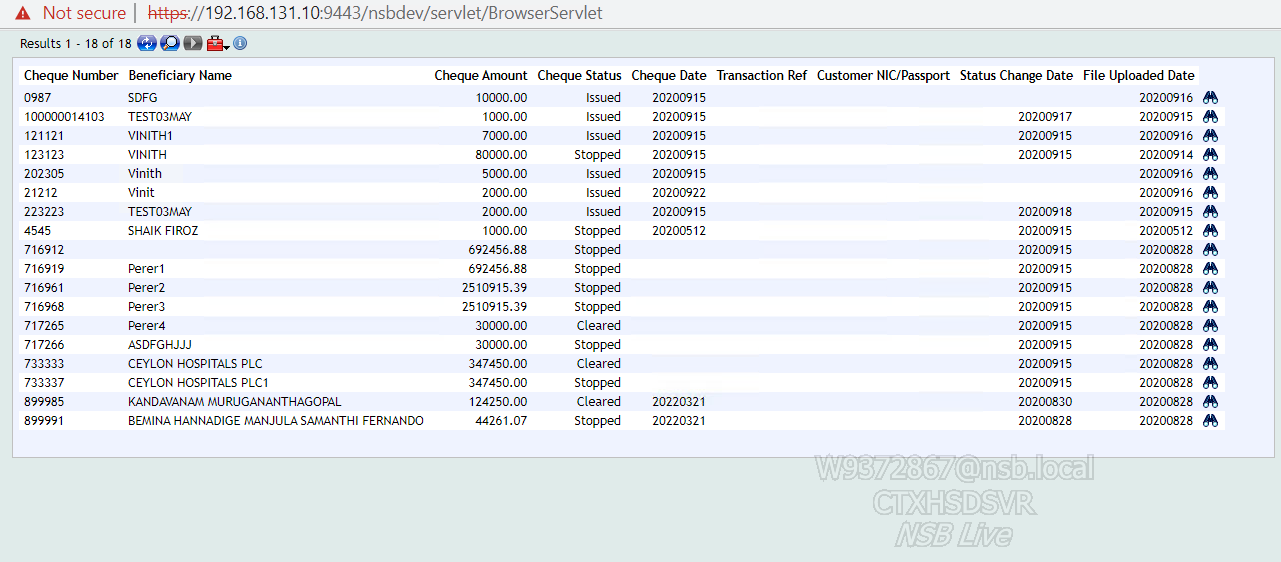 Not secure | https://192.168.131.10:9443/nsbdev/servlet/BrowserServlet
Results 1 - 18 of 18
Cheque Number Beneficiary Name Cheque Amount Cheque Status Cheque Date Transaction Ref Customer NIC/Passport Status Change Date File Uploaded Date
0987 SDFG 10000.00 Issued 20200915 20200916
100000014103 TEST03MAY 1000.00 Issued 20200915 20200917 20200915
121121 VINITH1 7000.00 Issued 20200915 20200915 20200916
123123 VINITH 80000.00 Stopped 20200915 20200915 20200914
202305 Vinith 5000.00 Issued 20200915 20200916
21212 Vinit 2000.00 Issued 20200922 20200916
223223 TEST03MAY 2000.00 Issued 20200915 20200918 20200915
4545 SHAIK FIROZ 1000.00 Stopped 20200512 20200915 20200512
716912 692456.88 Stopped 20200915 20200828
716919 Perer1 692456.88 Stopped 20200915 20200828
716961 Perer2 2510915.39 Stopped 20200915 20200828
716968 Perer3 2510915.39 Stopped 20200915 20200828
717265 Perer4 30000.00 Cleared 20200915 20200828
717266 ASDFGHJJJ 30000.00 Stopped 20200915 20200828
733333 CEYLON HOSPITALS PLC 347450.00 Cleared 20200915 20200828
733337 CEYLON HOSPITALS PLC1 347450.00 Stopped 20200915 20200828
899985 KANDAVANAM MURUGANANTHAGOPAL 124250.00 Cleared 20220321 20200830 20200828
899991 BEMINA HANNADIGE MANJULA SAMANTHI FERNANDO 44261.07 Stopped 20220321 20200828 20200828
W9372867@nsb.local
CTXHSDSVR
NSB Live